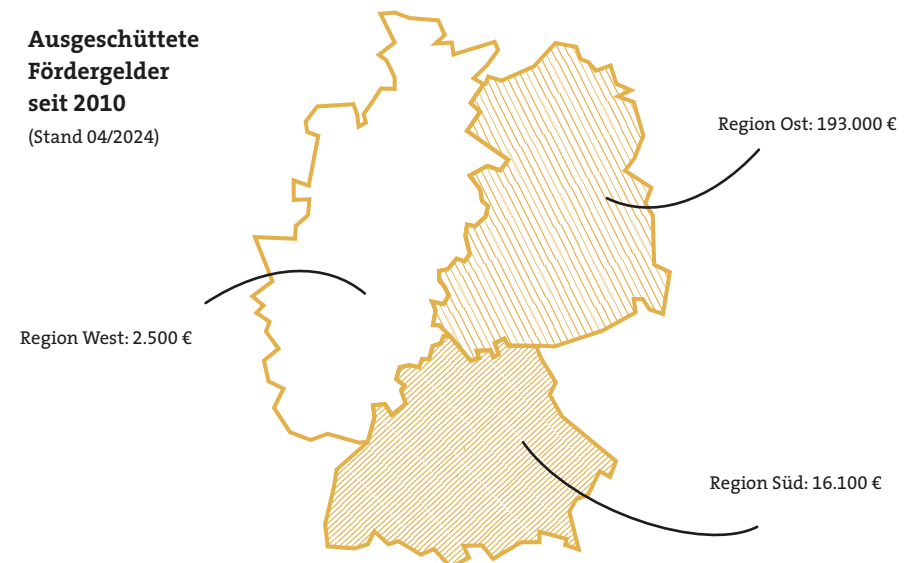 Ausgeschüttete
Fördergelder
seit 2010
(Stand 04/2024)
Region Ost: 193.000 €
Region West: 2.500 €
Region Süd: 16.100 €